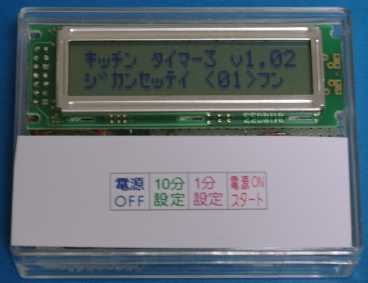 キッチン タイマー3 v1.02
ジカンセッテイ <01>フン
電源 10分 1分 電源ON
OFF 設定 設定 スタート